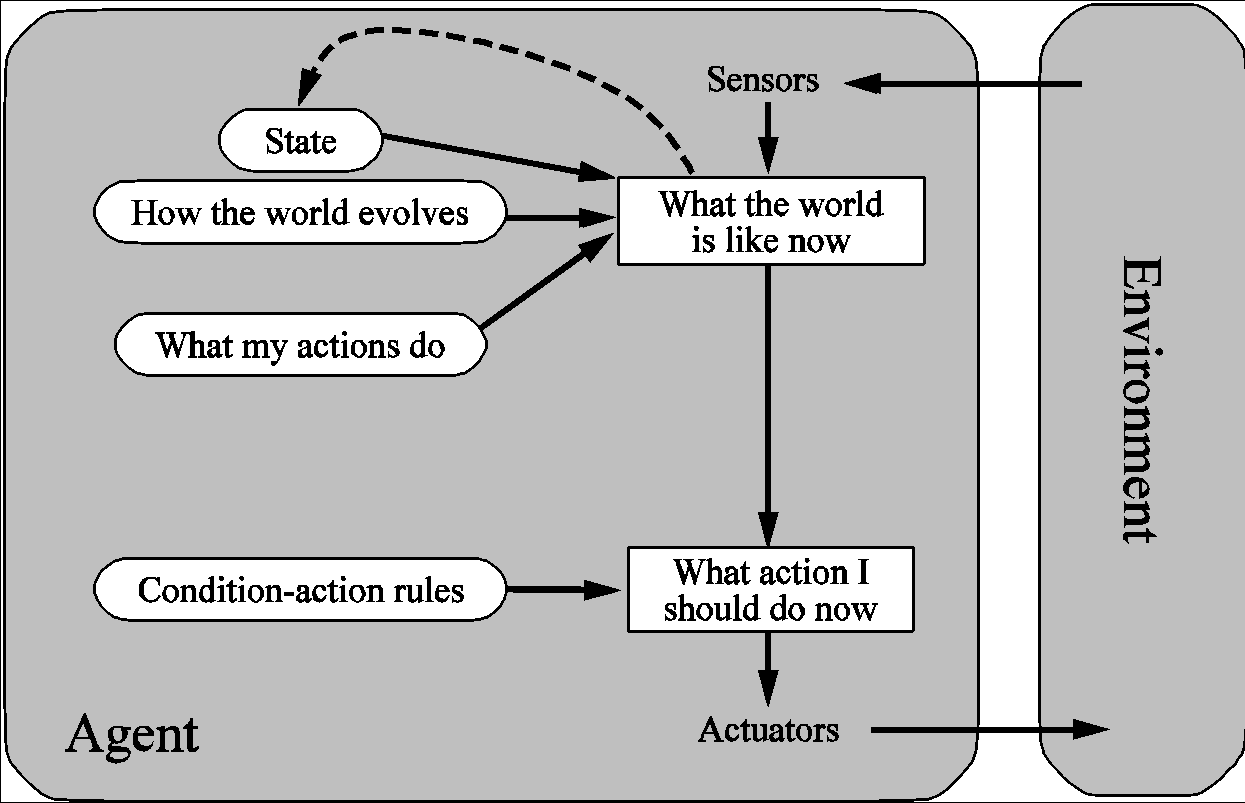 Sensors
State
What the world
is like now
How the world evolves
What my actions do
Environment
Condition-action rules
What action I
should do now
Agent
Actuators